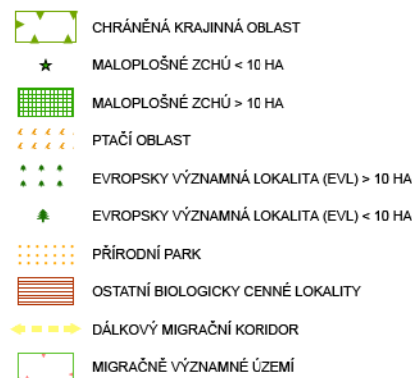 CHRÁNĚNÁ KRAJINNÁ OBLAST
MALOPLOŠNÉ ZCHÚ < 10 HA
MALOPLOŠNÉ ZCHÚ > 10 HA
PTAČÍ OBLAST
EVROPSKY VÝZNAMNÁ LOKALITA (EVL) > 10 HA
EVROPSKY VÝZNAMNÁ LOKALITA (EVL) < 10 HA
PŘÍRODNÍ PARK
OSTATNÍ BIOLOGICKY CENNÉ LOKALITY
DÁLKOVÝ MIGRAČNÍ KORIDOR
MIGRAČNĚ VÝZNAMNÉ ÚZEMÍ